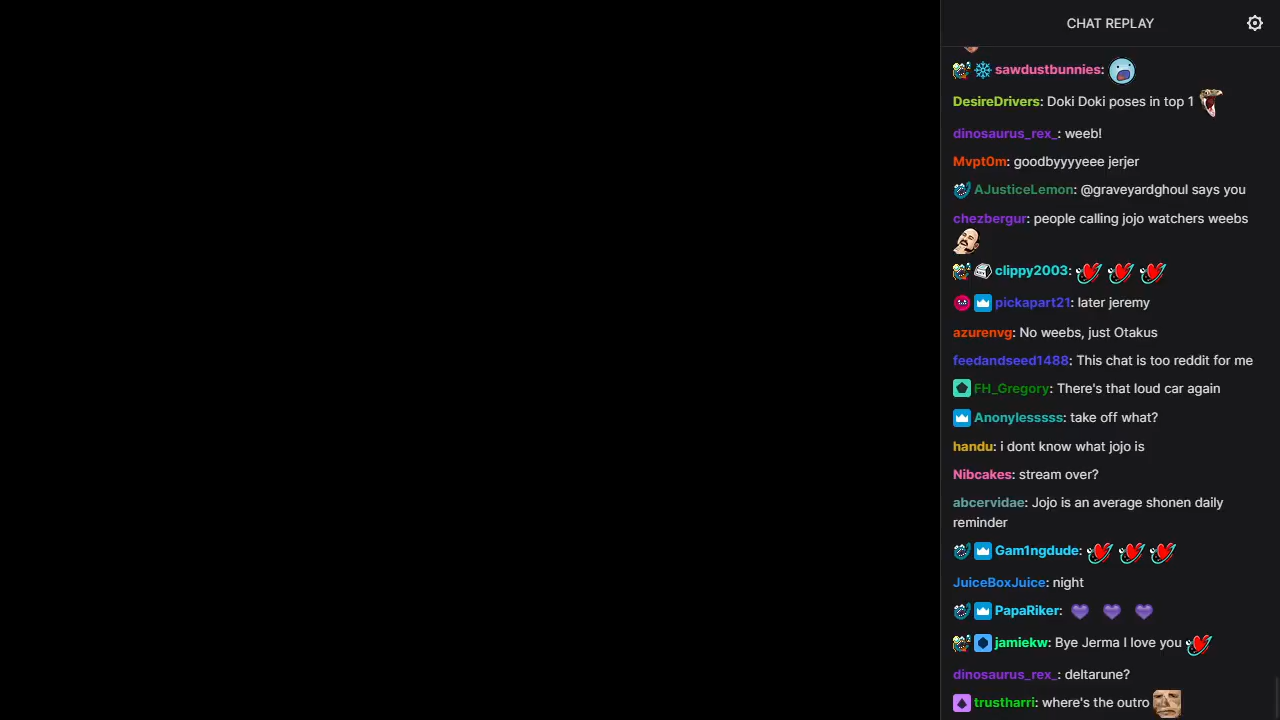 CHAT REPLAY
sawdustbunnies:
DesireDrivers: Doki Doki poses in top 1
dinosaurus_rex_: weeb!
Mvpt0m: goodbyyyyeee jerjer
AJusticeLemon: @graveyardghoul says you
chezbergur: people calling jojo watchers weebs
clippy2003:
pickapart21: later jeremy
azurenvg: No weebs, just Otakus
feedandseed1488: This chat is too reddit for me
FH_Gregory: There's that loud car again
Anonylesssss: take off what?
handu: i dont know what jojo is
Nibcakes: stream over?
abcervidae: Jojo is an average shonen daily
reminder
Gam1ngdude:
JuiceBoxJuice: night
PapaRiker:
jamiekw: Bye Jerma I love you
dinosaurus_rex_: deltarune?
trustharri: where's the outro